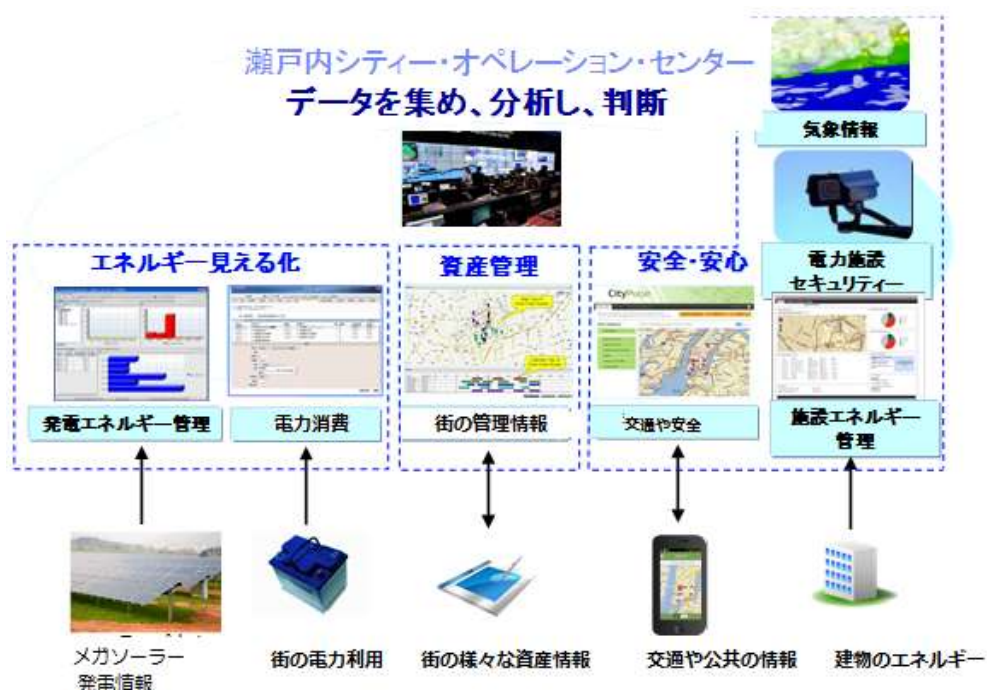 瀬戸内シティー・オペレーション・センター
データを集め、分析し、判断
気象情報
エネルギー見える化
資産管理
安全・安心
電力施設
セキュリティー
発電エネルギー管理
電力消費
街の管理情報
交通や安全
施設エネルギー
管理
メガソーラー
発電情報
街の電力利用
街の様々な資産情報
交通や公共の情報
建物のエネルギー